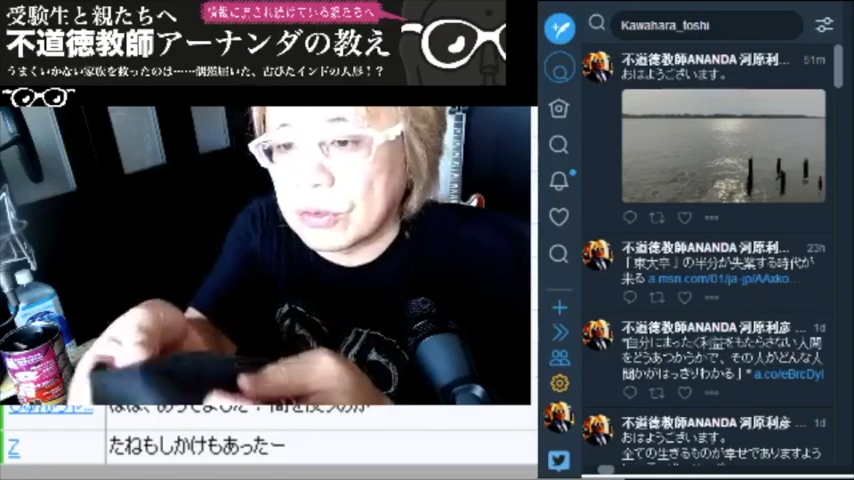 受験生と親たちへ
情報に流され続けている親たちへ
不道徳教師アーナンダの教え
うまくいかない家族を救ったのは……偶然届いた、古びたインドの人形！？
Z
たねもしかけもあったー
Kawahara_toshi
不道徳教師ANANDA 河原利... 51m
おはようございます。
不道徳教師ANANDA 河原利... 23h
「東大卒」の半分が失業する時代が
来る a.msn.com/01/ja-jp/AAxko...
不道徳教師ANANDA 河原利彦 ... 1d
"自分にまったく利益をもたらさない人間
をどうあつかうかで、その人がどんな人
間かがはっきりわかる」" a.co/eBrcDyl
不道徳教師ANANDA 河原利彦 ... 1d
おはようございます。
全ての生きるものが幸せでありますよう